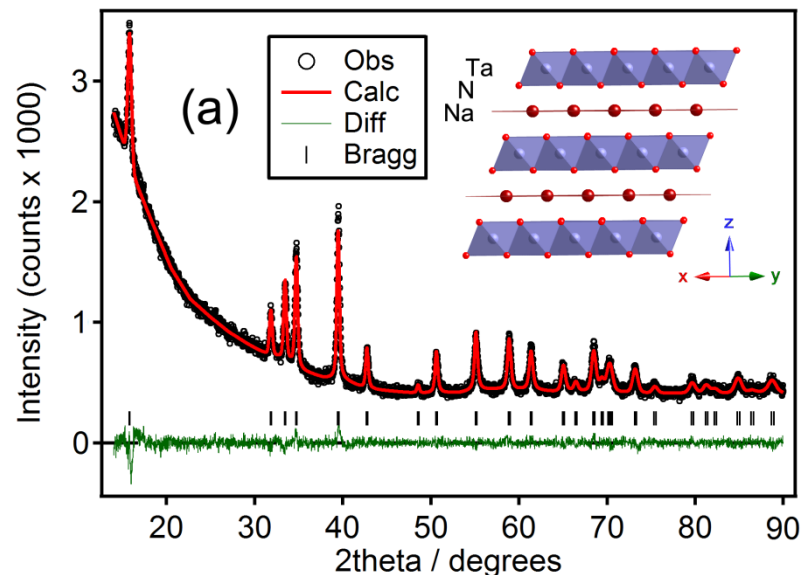 (a)
Obs
Calc
Diff
Bragg
Ta
N
Na
z
x
y
Intensity (counts x 1000)
3
2
1
0
20 30 40 50 60 70 80 90
2theta / degrees